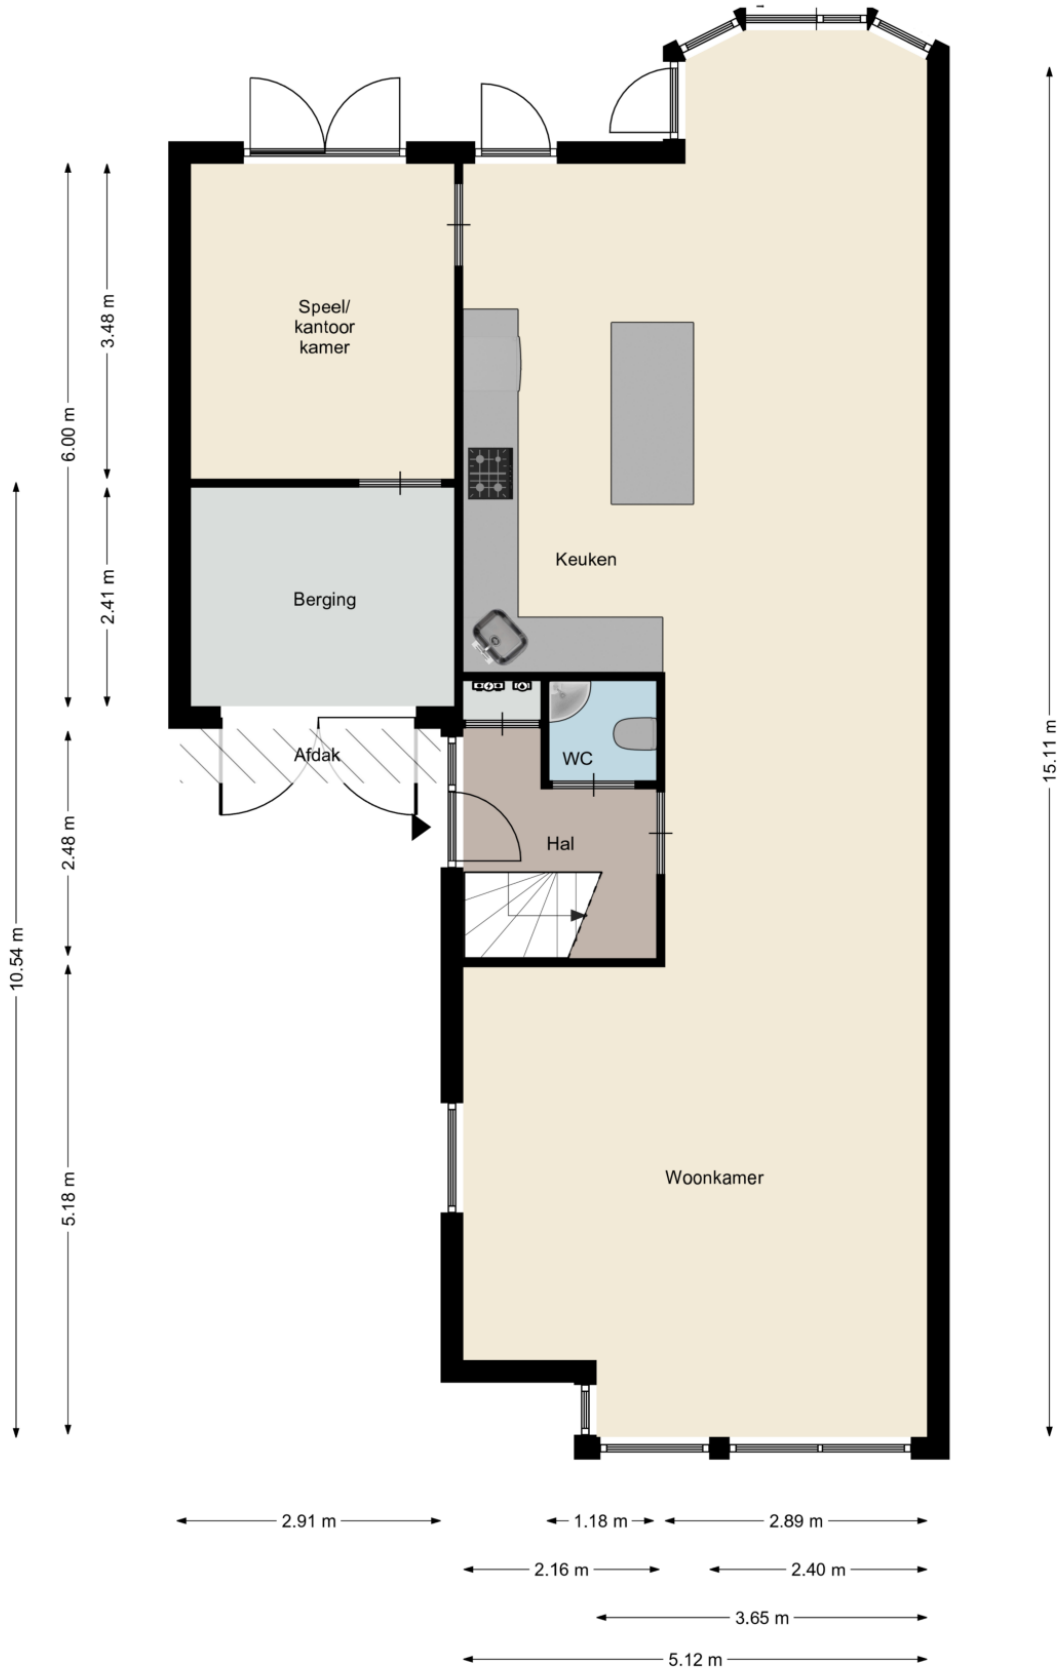 Speel/
kantoor
kamer
3.48 m
6.00 m
Keuken
Berging
2.41 m
Afdak
WC
15.11 m
Hal
2.48 m
10.54 m
Woonkamer
5.18 m
2.91 m
1.18 m
2.89 m
2.16 m
2.40 m
3.65 m
5.12 m